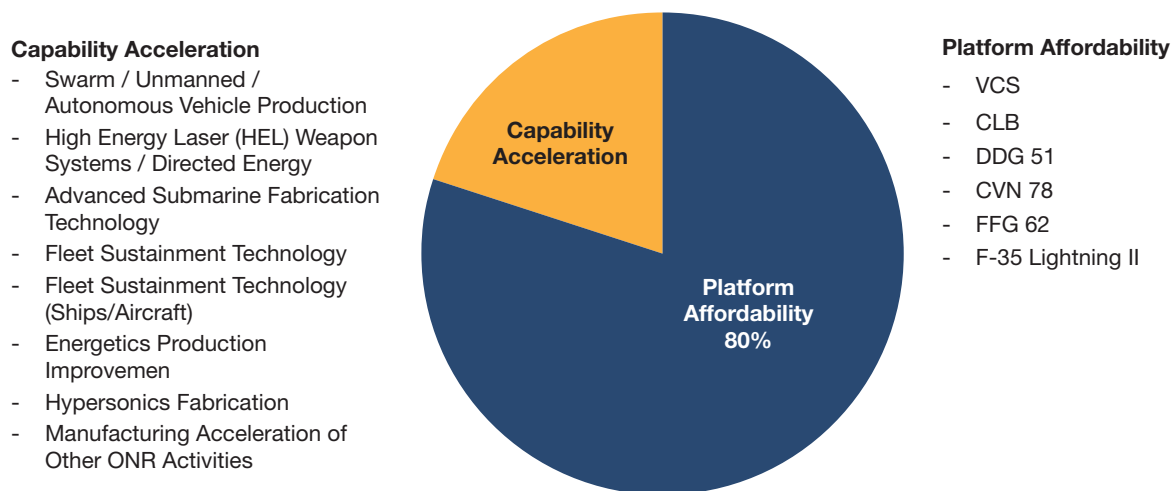 Capability Acceleration
- Swarm / Unmanned /
Autonomous Vehicle Production
- High Energy Laser (HEL) Weapon
Systems / Directed Energy
- Advanced Submarine Fabrication
Technology
- Fleet Sustainment Technology
- Fleet Sustainment Technology
(Ships/Aircraft)
- Energetics Production
Improvemen
- Hypersonics Fabrication
- Manufacturing Acceleration of
Other ONR Activities
Capability
Acceleration
Platform
Affordability
80%
Platform Affordability
- VCS
- CLB
- DDG 51
- CVN 78
- FFG 62
- F-35 Lightning II